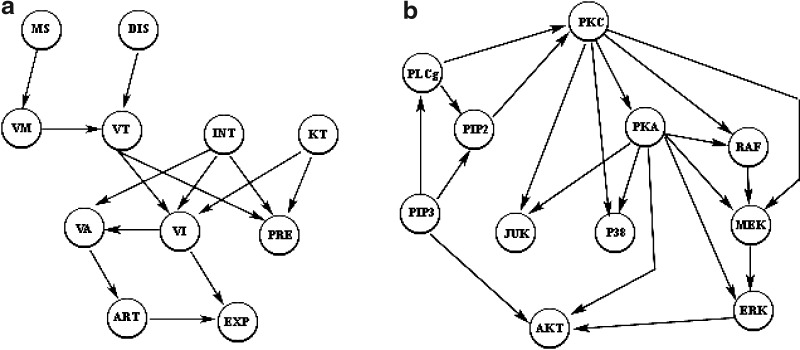 a
MS
DIS
VM
VT
INT
KT
VA
VI
PRE
ART
EXP
b
PKC
PLCg
PIP2
PKA
RAF
PIP3
JUK
P38
MEK
ERK
AKT